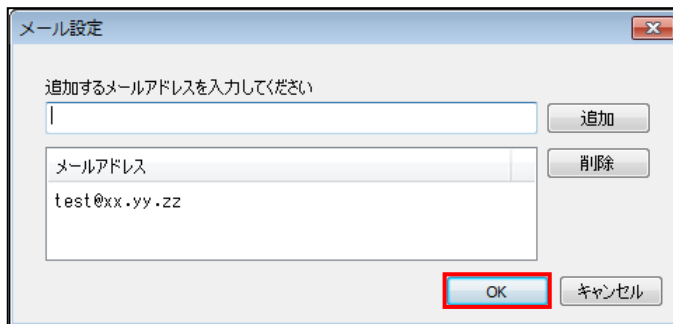 メール設定
追加するメールアドレスを入力してください
追加
メールアドレス
削除
test@xx.yy.zz
OK
キャンセル